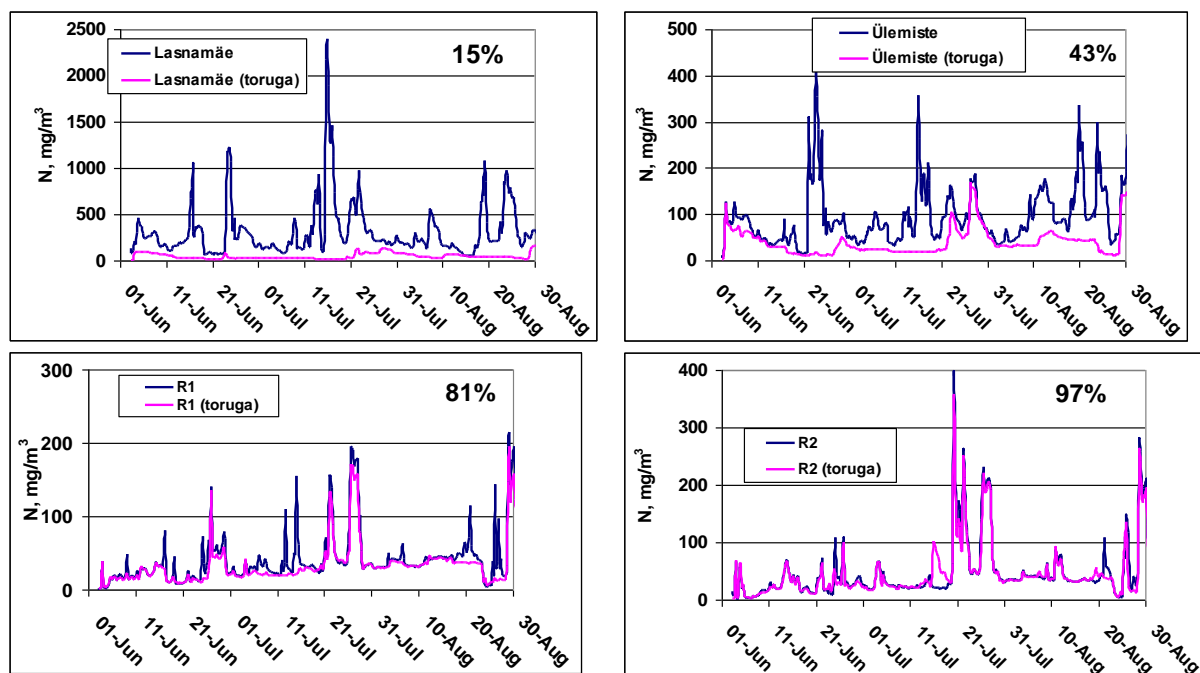 2500
2000
1500
1000
500
0
N, mg/m³
Lasnamäe
Lasnamäe (toruga)
15%
01-Jun
11-Jun
21-Jun
01-Jul
11-Jul
21-Jul
31-Jul
10-Aug
20-Aug
30-Aug
500
400
300
200
100
0
N, mg/m³
Ülemiste
Ülemiste (toruga)
43%
01-Jun
11-Jun
21-Jun
01-Jul
11-Jul
21-Jul
31-Jul
10-Aug
20-Aug
30-Aug
300
200
100
0
N, mg/m³
R1
R1 (toruga)
81%
01-Jun
11-Jun
21-Jun
01-Jul
11-Jul
21-Jul
31-Jul
10-Aug
20-Aug
30-Aug
400
300
200
100
0
N, mg/m³
R2
R2 (toruga)
97%
01-Jun
11-Jun
21-Jun
01-Jul
11-Jul
21-Jul
31-Jul
10-Aug
20-Aug
30-Aug